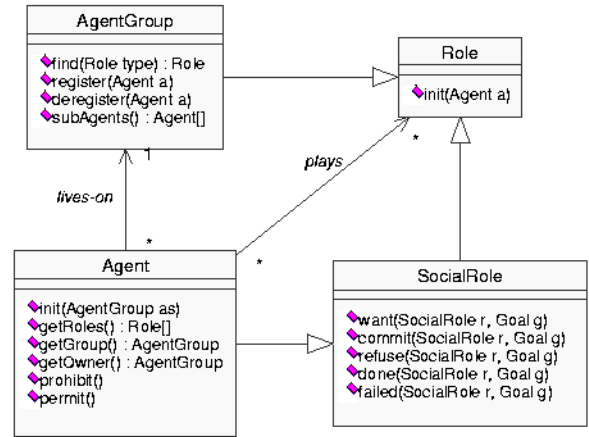 AgentGroup
find(Role type) : Role
register(Agent a)
deregister(Agent a)
subAgents() : Agent[]
Role
init(Agent a)
1
plays
*
lives-on
*
*
Agent
init(AgentGroup as)
getRoles() : Role[]
getGroup() : AgentGroup
getOwner() : AgentGroup
prohibit()
permit()
SocialRole
want(SocialRole r, Goal g)
commit(SocialRole r, Goal g)
refuse(SocialRole r, Goal g)
done(SocialRole r, Goal g)
failed(SocialRole r, Goal g)